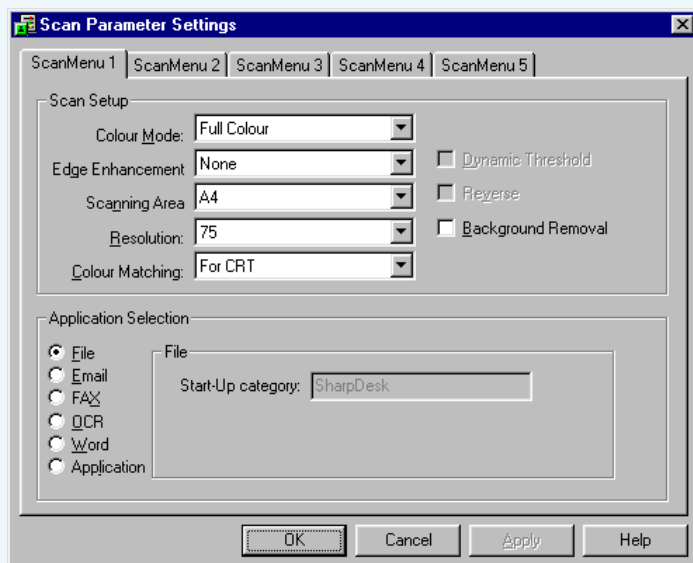 Scan Parameter Settings
ScanMenu 1 ScanMenu 2 ScanMenu 3 ScanMenu 4 ScanMenu 5
Scan Setup
Colour Mode: Full Colour
Edge Enhancement None Dynamic Threshold
Scanning Area A4 Reverse
Resolution: 75 Background Removal
Colour Matching: For CRT
Application Selection
File File
Email Start-Up category: SharpDesk
FAX
OCR
Word
Application
OK Cancel Apply Help